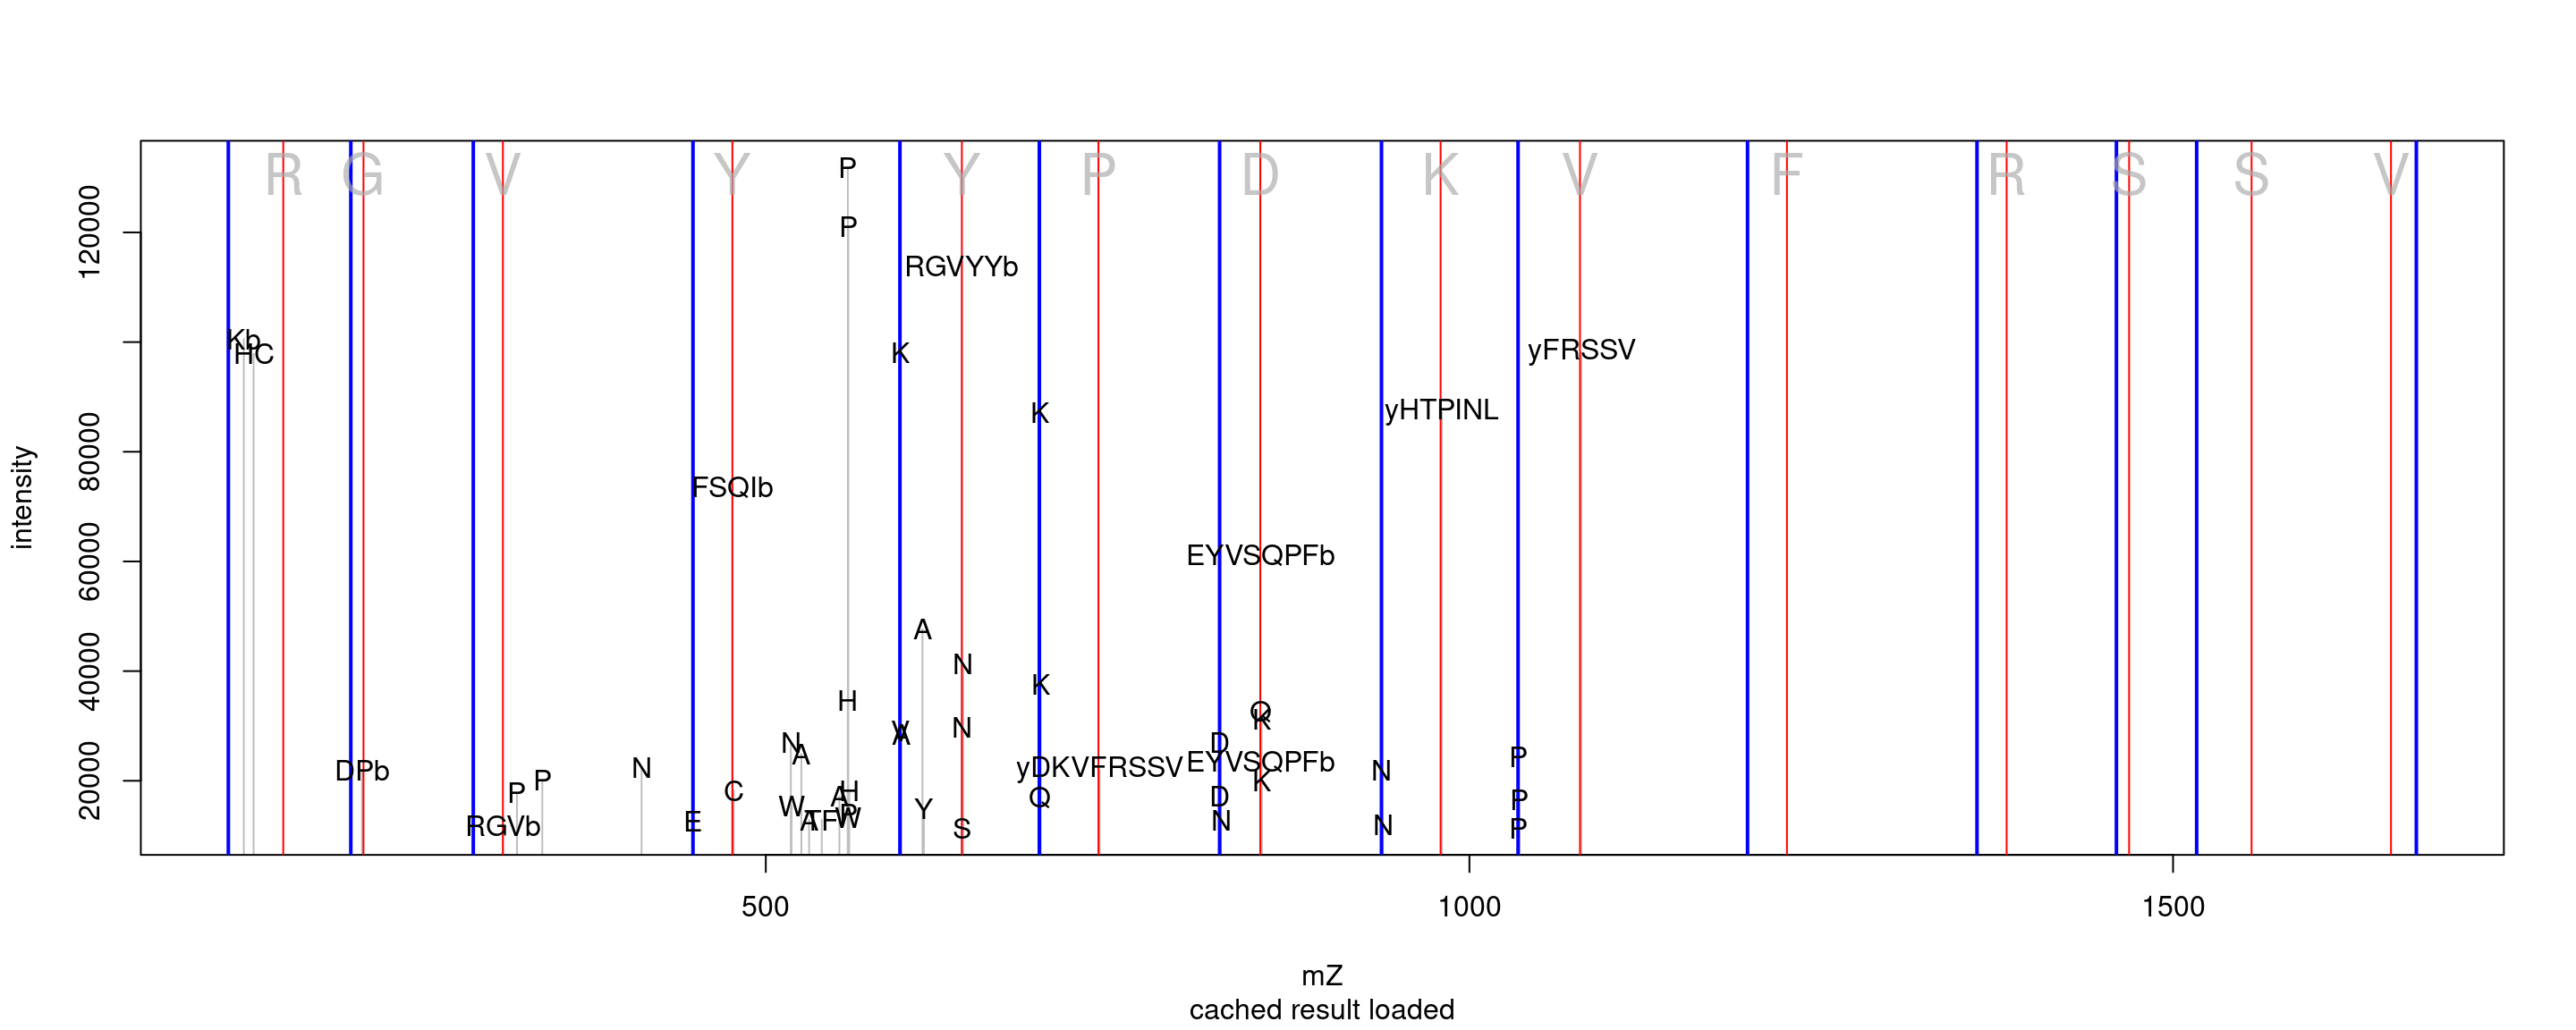 R G V Y Y P D K V F R S S V
P
P
RGVYYb
Kb
HC
K
yFRSSV
K
yHTPINL
FSQIb
EYVSQPFb
A
N
K
H
Q
K
N
V
A
N
A
D
P
DPb
N
P
yDKVFRSSV
EYVSQPFb
N
K
P
C
H
A
Q
D
P
W
Y
P
W
E
A
T
F
N
N
RGVb
S
P
20000
40000
60000
80000
120000
intensity
500 1000 1500
mZ
cached result loaded